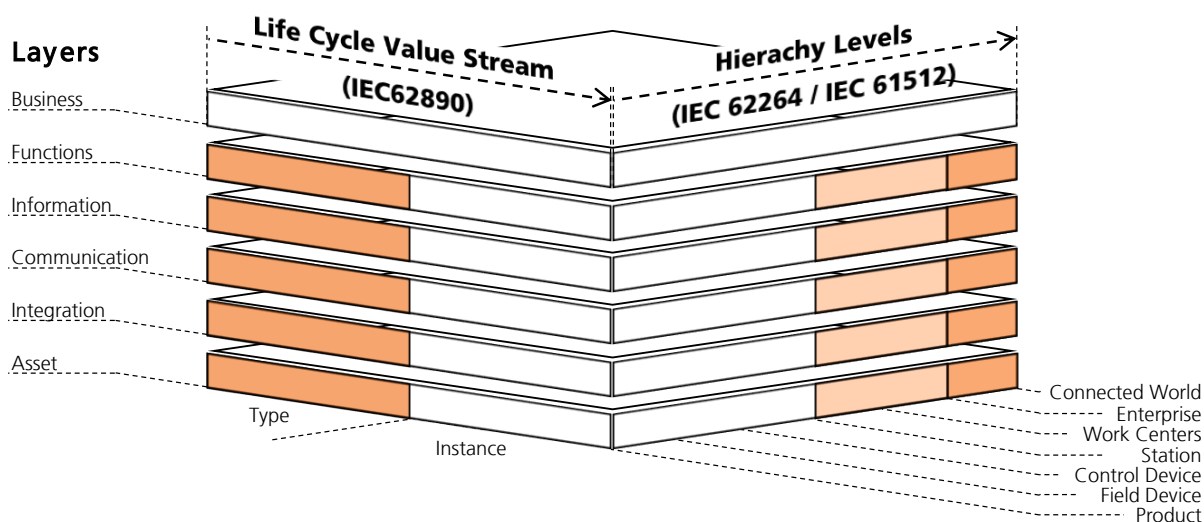 Life Cycle Value Stream
(IEC62890)
Hierachy Levels
(IEC 62264 / IEC 61512)
Layers
Business
Functions
Information
Communication
Integration
Asset
Type
Instance
Connected World
Enterprise
Work Centers
Station
Control Device
Field Device
Product